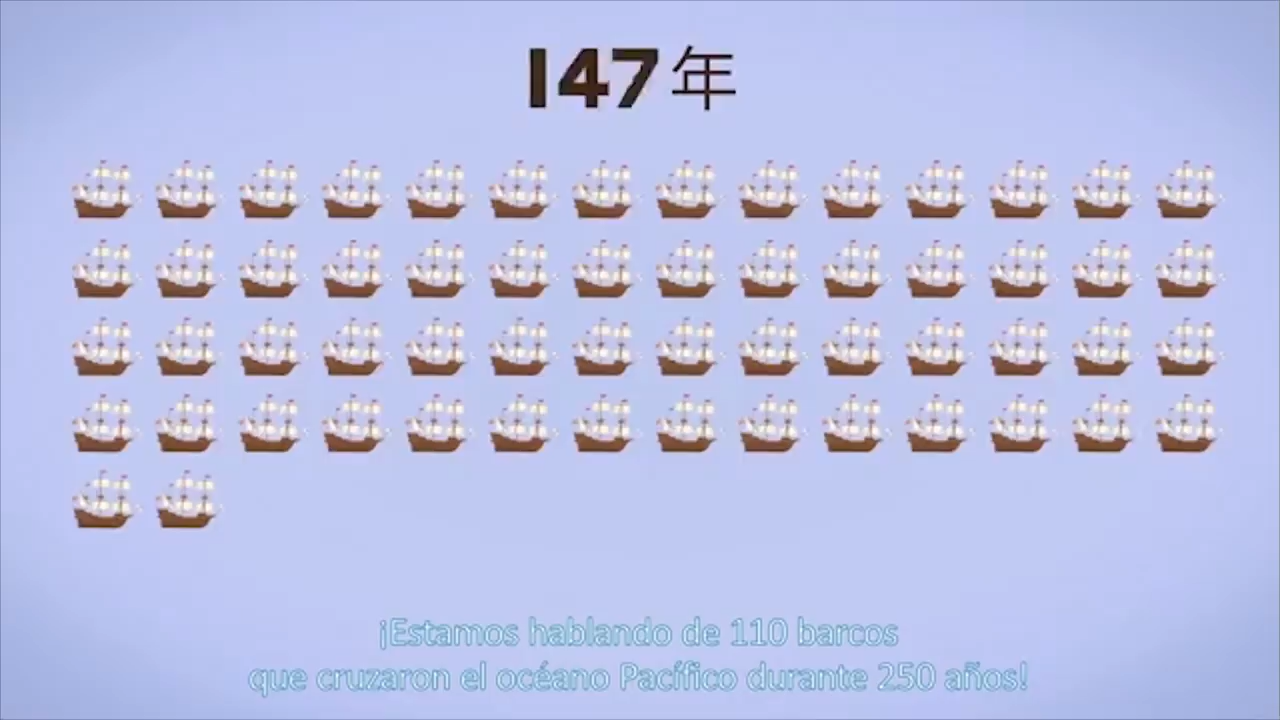 147年
¡Estamos hablando de 110 barcos
que cruzaron el océano Pacífico durante 250 años!